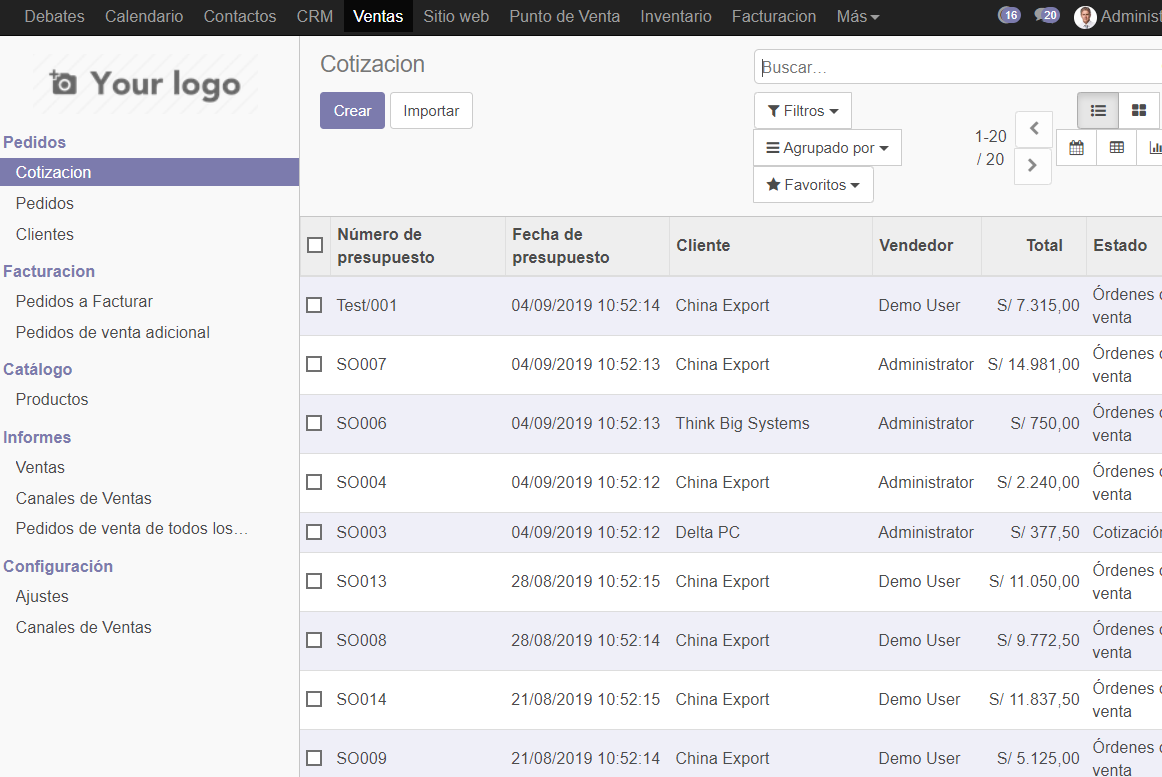 Debates Calendario Contactos CRM Ventas Sitio web Punto de Venta Inventario Facturacion Más 16 20 Administ
Your logo
Pedidos
Cotizacion
Pedidos
Clientes
Facturacion
Pedidos a Facturar
Pedidos de venta adicional
Catálogo
Productos
Informes
Ventas
Canales de Ventas
Pedidos de venta de todos los…
Configuración
Ajustes
Canales de Ventas
Cotizacion
Buscar...
Crear Importar
Filtros
Agrupado por
Favoritos
1-20
/ 20
Número de presupuesto Fecha de presupuesto Cliente Vendedor Total Estado
Test/001 04/09/2019 10:52:14 China Export Demo User S/ 7.315,00 Órdenes d venta
SO007 04/09/2019 10:52:13 China Export Administrator S/ 14.981,00 Órdenes d venta
SO006 04/09/2019 10:52:13 Think Big Systems Administrator S/ 750,00 Órdenes d venta
SO004 04/09/2019 10:52:12 China Export Administrator S/ 2.240,00 Órdenes d venta
SO003 04/09/2019 10:52:12 Delta PC Administrator S/ 377,50 Cotización
SO013 28/08/2019 10:52:15 China Export Demo User S/ 11.050,00 Órdenes d venta
SO008 28/08/2019 10:52:14 China Export Demo User S/ 9.772,50 Órdenes d venta
SO014 21/08/2019 10:52:15 China Export Demo User S/ 11.837,50 Órdenes d venta
SO009 21/08/2019 10:52:14 China Export Demo User S/ 5.125,00 Órdenes d venta